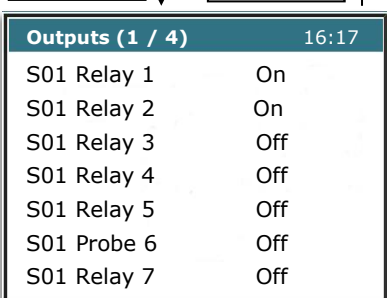 Outputs (1 / 4) 16:17
S01 Relay 1 On
S01 Relay 2 On
S01 Relay 3 Off
S01 Relay 4 Off
S01 Relay 5 Off
S01 Probe 6 Off
S01 Relay 7 Off